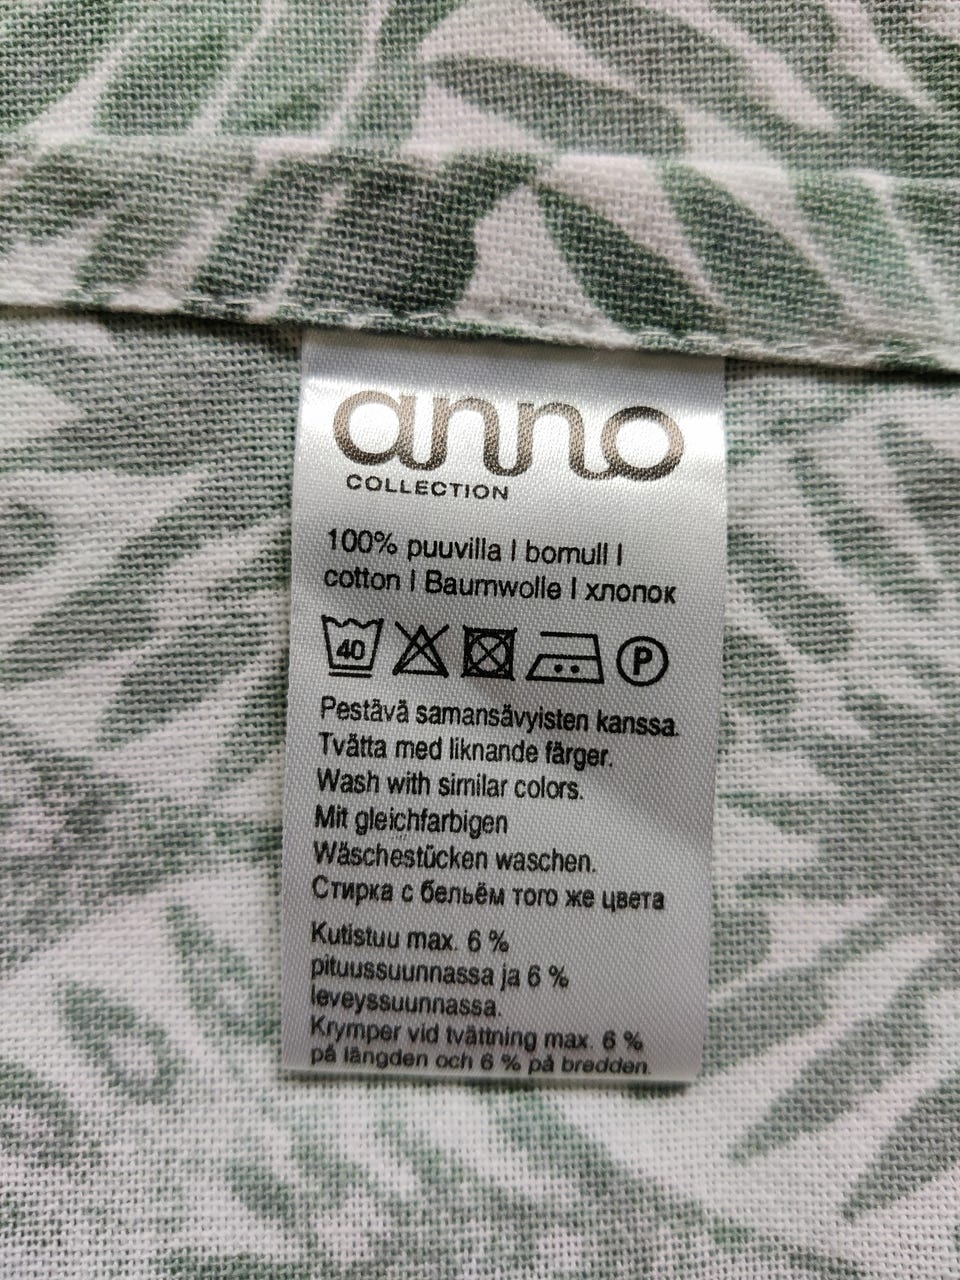 anno
COLLECTION
100% puuvilla | bomull |
cotton | Baumwolle | хлопок
40 P
Pestävä samansävyisten kanssa.
Tvätta med liknande färger.
Wash with similar colors.
Mit gleichfarbigen
Wäschestücken waschen.
Стирка с бельём того же цвета
Kutistuu max. 6 %
pituussuunnassa ja 6 %
leveyssuunnassa.
Krymper vid tvättning max. 6 %
på längden och 6 % på bredden.